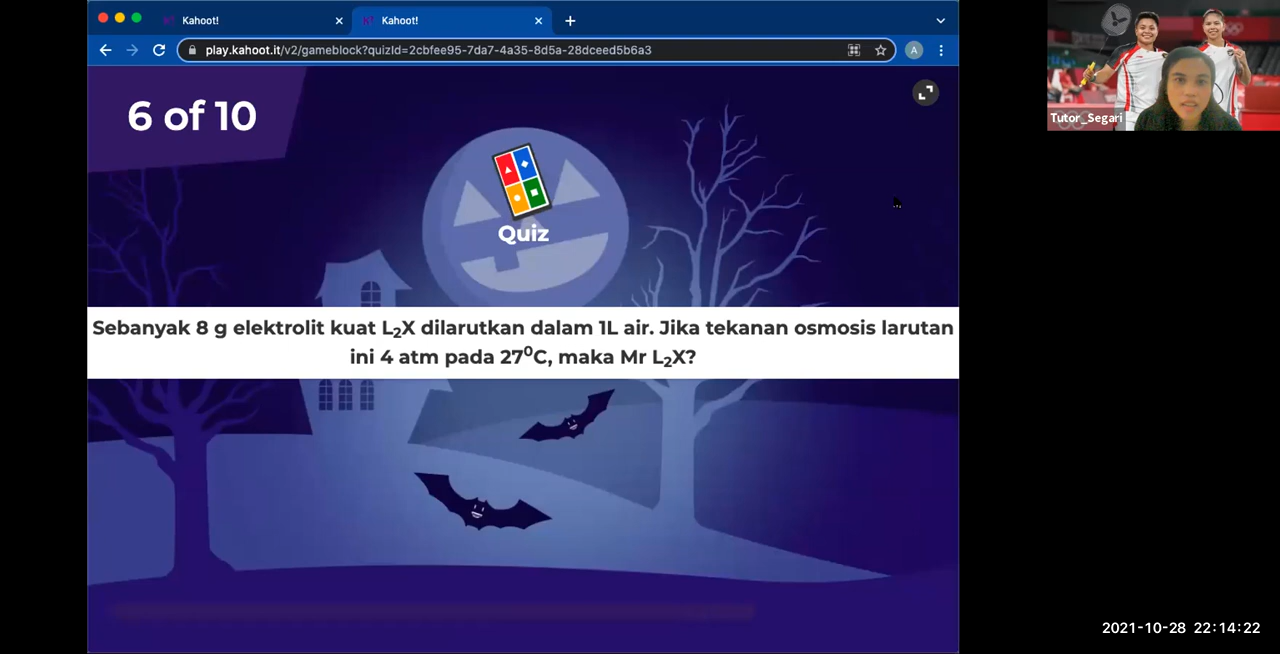 Kahoot!
Kahoot!
play.kahoot.it/v2/gameblock?quizId=2cbfee95-7da7-4a35-8d5a-28dceed5b6a3
A
6 of 10
Quiz
Sebanyak 8 g elektrolit kuat L₂X dilarutkan dalam 1L air. Jika tekanan osmosis larutan
ini 4 atm pada 27⁰C, maka Mr L₂X?
Tutor_Segari
2021-10-28 22:14:22